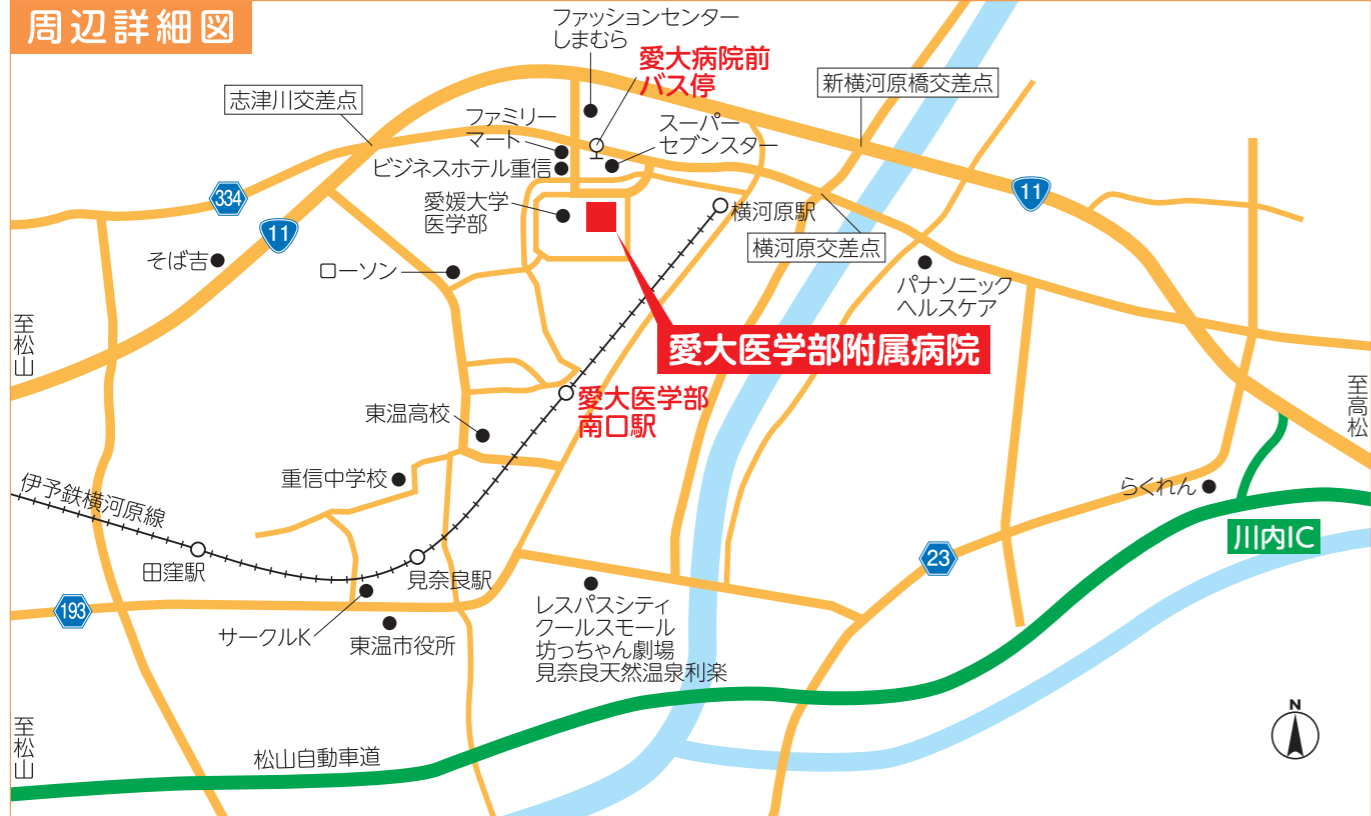 周辺詳細図
ファッションセンター
しまむら
愛大病院前
バス停
新横河原橋交差点
志津川交差点
ファミリー
マート
スーパー
セブンスター
ビジネスホテル重信
334
11
愛媛大学
医学部
横河原駅
11
横河原交差点
そば吉
ローソン
パナソニック
ヘルスケア
至松山
愛大医学部附属病院
至高松
愛大医学部
南口駅
東温高校
重信中学校
らくれん
伊予鉄横河原線
川内IC
田窪駅
見奈良駅
23
193
サークルK
東温市役所
レスパスシティ
クールスモール
坊っちゃん劇場
見奈良天然温泉利楽
至松山
松山自動車道
N